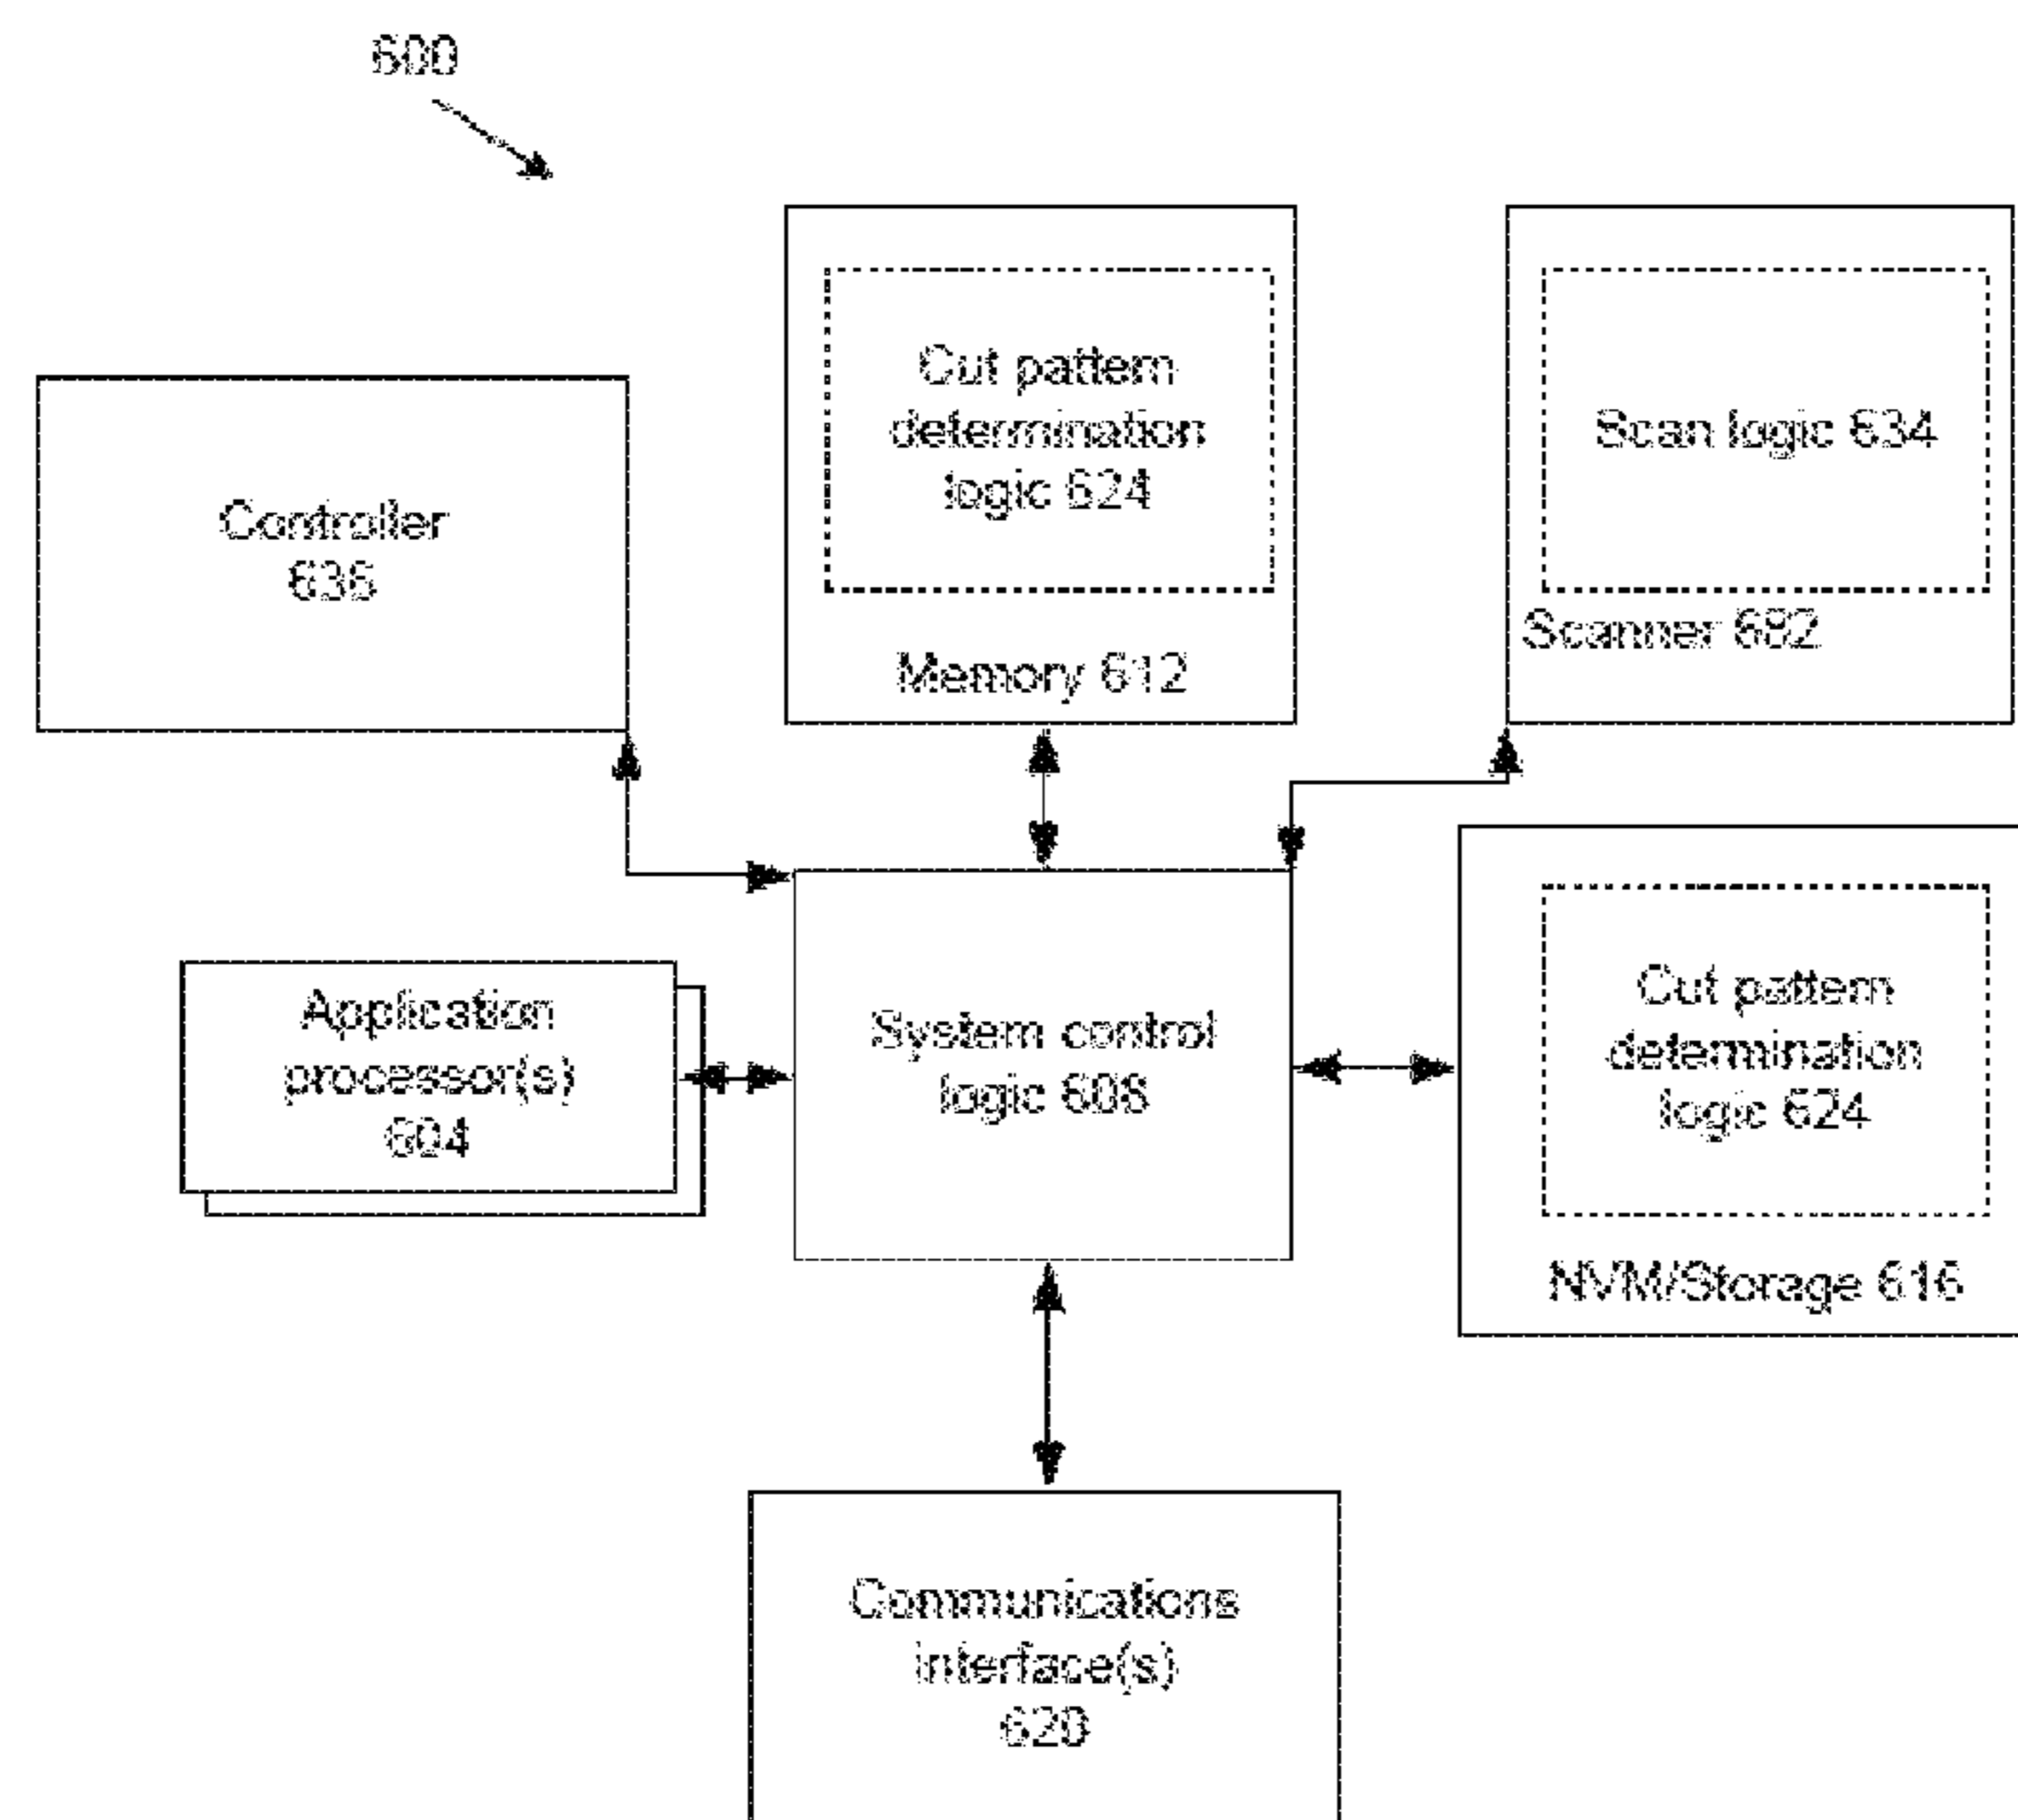 600
Cut pattern
determination
logic 624
Memory 612
Scan logic 634
Scanner 682
Controller
636
Application
processor(s)
604
System control
logic 608
Cut pattern
determination
logic 624
NVM/Storage 616
Communications
interface(s)
620